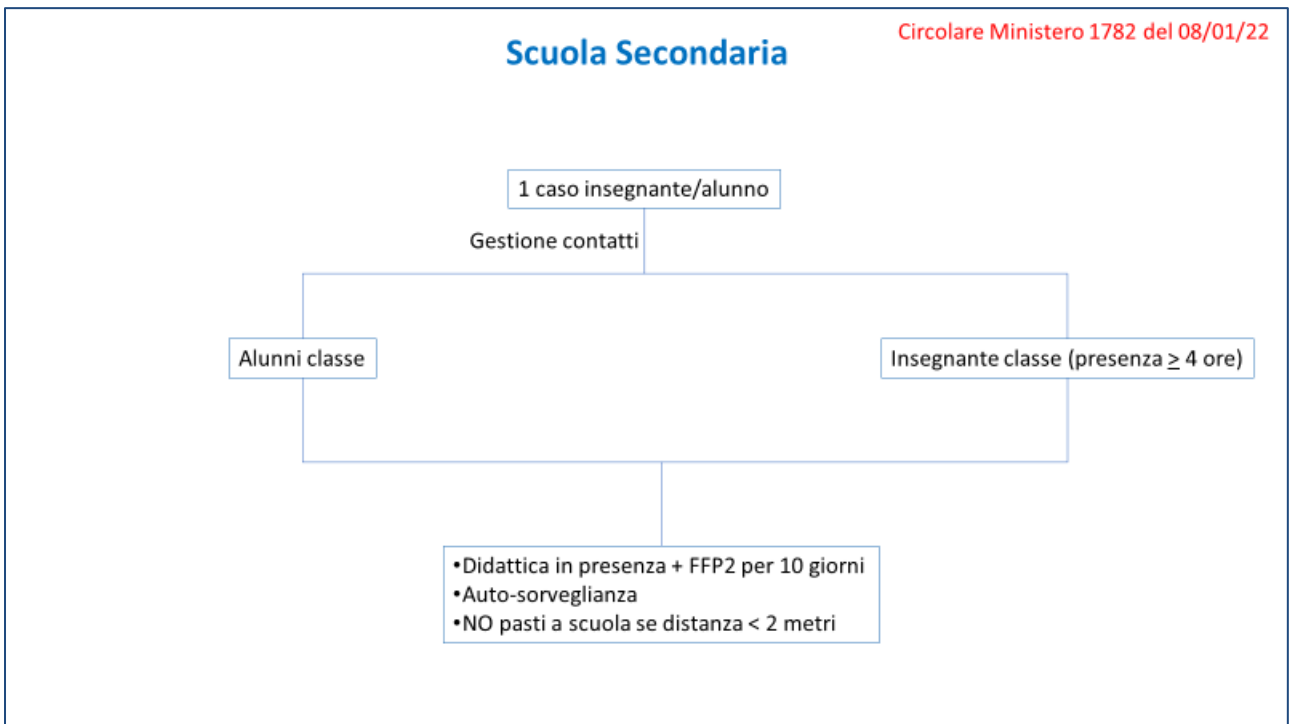 Circolare Ministero 1782 del 08/01/22
Scuola Secondaria
1 caso insegnante/alunno
Gestione contatti
Alunni classe
Insegnante classe (presenza ≥ 4 ore)
•Didattica in presenza + FFP2 per 10 giorni
•Auto-sorveglianza
•NO pasti a scuola se distanza < 2 metri